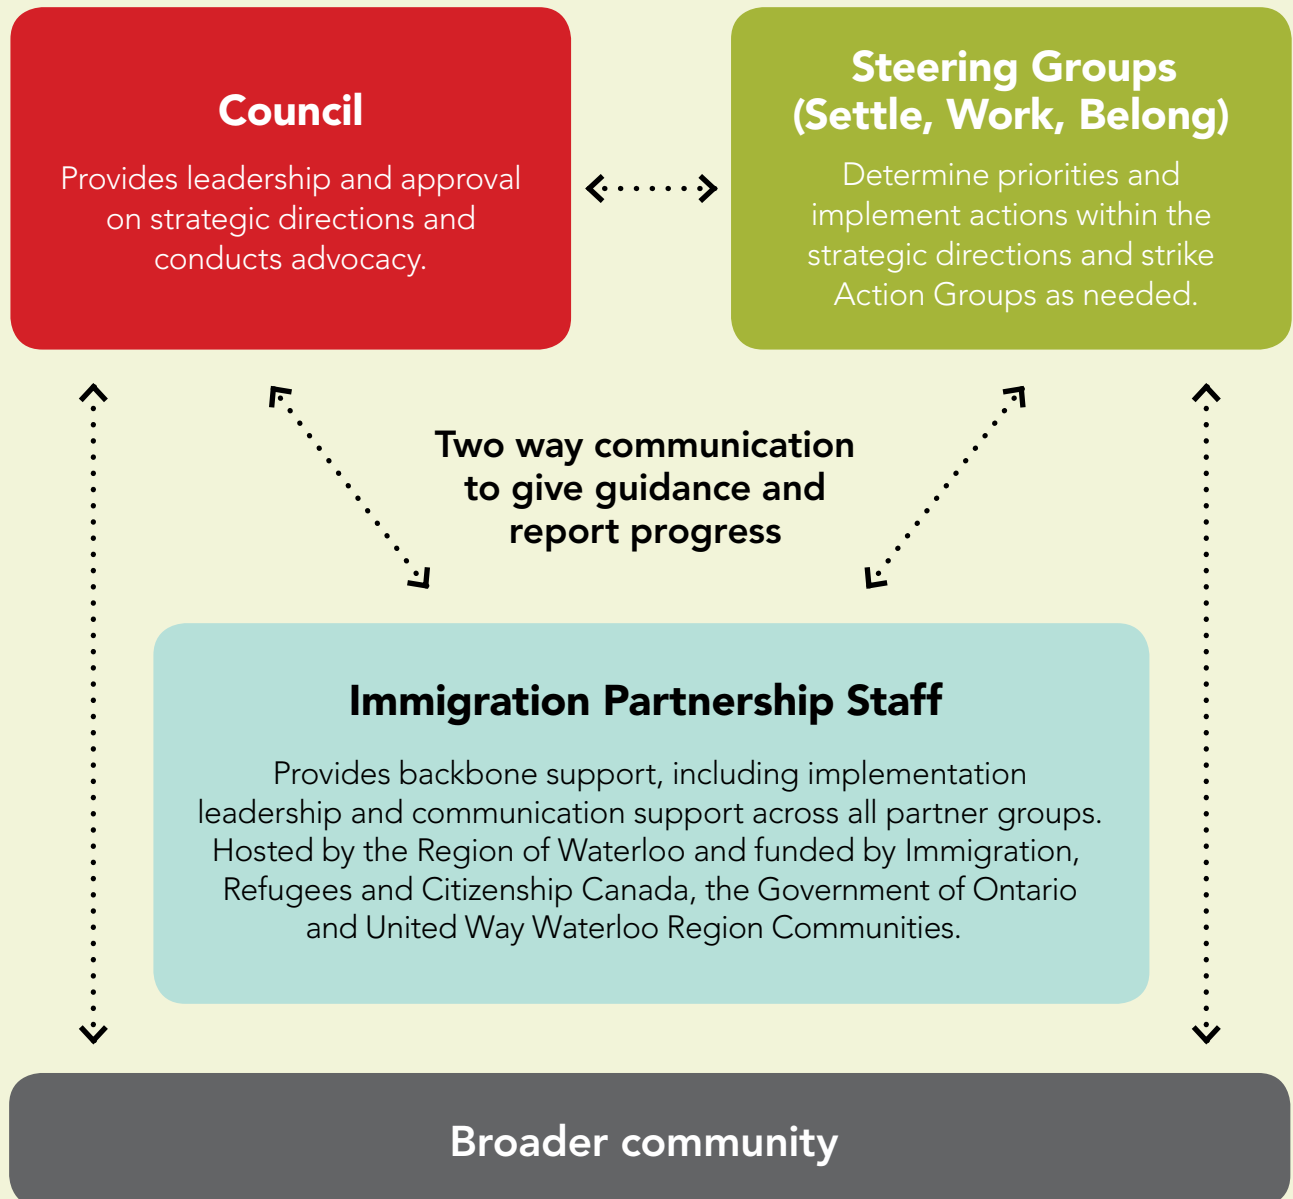 Council
Provides leadership and approval
on strategic directions and
conducts advocacy.
Steering Groups
(Settle, Work, Belong)
Determine priorities and
implement actions within the
strategic directions and strike
Action Groups as needed.
Two way communication
to give guidance and
report progress
Immigration Partnership Staff
Provides backbone support, including implementation
leadership and communication support across all partner groups.
Hosted by the Region of Waterloo and funded by Immigration,
Refugees and Citizenship Canada, the Government of Ontario
and United Way Waterloo Region Communities.
Broader community